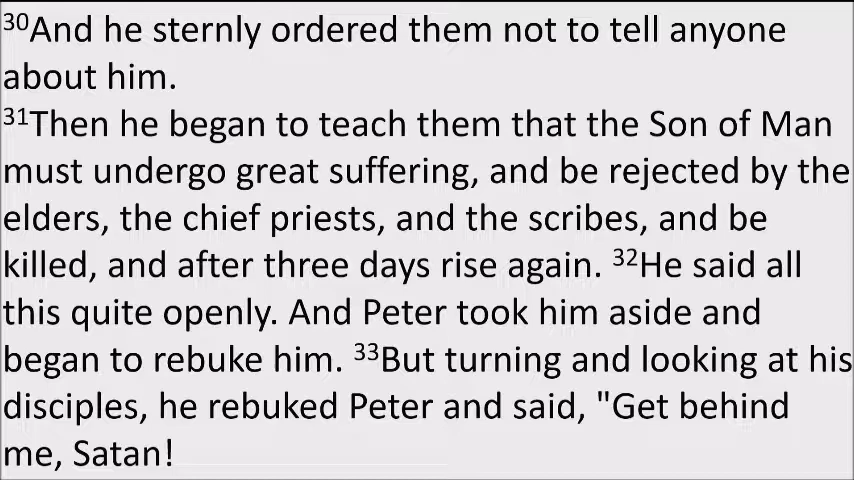 ³⁰And he sternly ordered them not to tell anyone
about him.
³¹Then he began to teach them that the Son of Man
must undergo great suffering, and be rejected by the
elders, the chief priests, and the scribes, and be
killed, and after three days rise again. ³²He said all
this quite openly. And Peter took him aside and
began to rebuke him. ³³But turning and looking at his
disciples, he rebuked Peter and said, "Get behind
me, Satan!